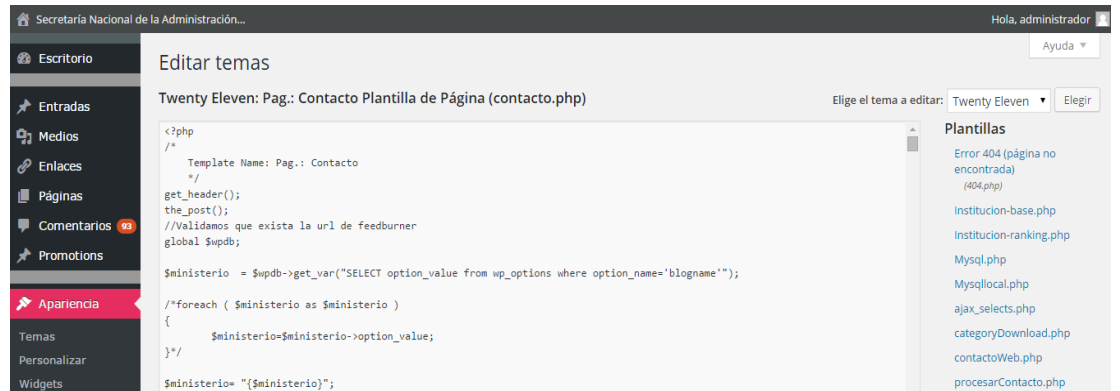 Secretaría Nacional de la Administración...
Hola, administrador
Ayuda
Escritorio
Entradas
Medios
Enlaces
Páginas
Comentarios 93
Promotions
Apariencia
Temas
Personalizar
Widgets
Editar temas
Twenty Eleven: Pag.: Contacto Plantilla de Página (contacto.php)
Elige el tema a editar: Twenty Eleven Elegir
<?php
/*
Template Name: Pag.: Contacto
*/
get_header();
the_post();
//Validamos que exista la url de feedburner
global $wpdb;
$ministerio = $wpdb->get_var("SELECT option_value from wp_options where option_name='blogname'");
/*foreach ( $ministerio as $ministerio )
{
$ministerio=$ministerio->option_value;
}*/
$ministerio= "{$ministerio}";
Plantillas
Error 404 (página no
encontrada)
(404.php)
Institucion-base.php
Institucion-ranking.php
Mysql.php
Mysqllocal.php
ajax_selects.php
categoryDownload.php
contactoWeb.php
procesarContacto.php